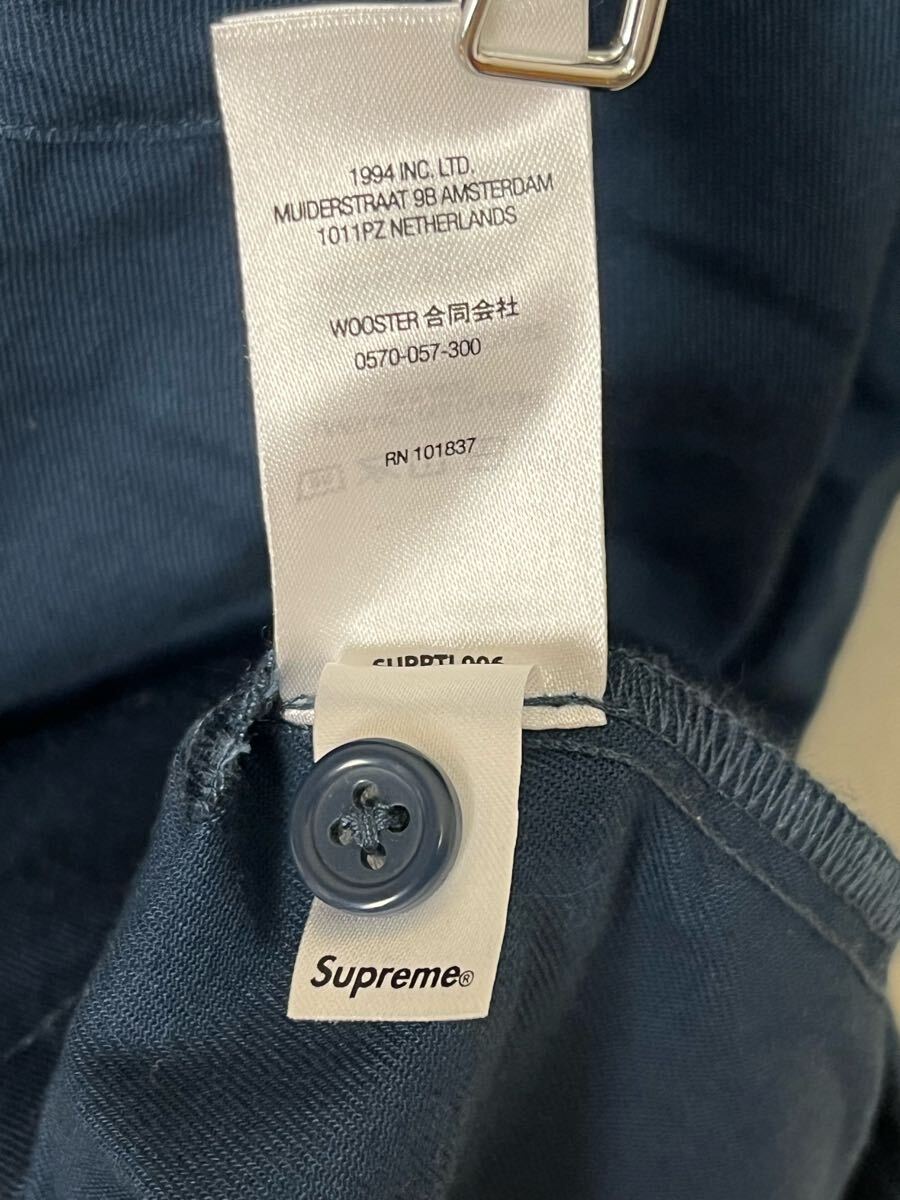 1994 INC. LTD.
MUIDERSTRAAT 9B AMSTERDAM
1011PZ NETHERLANDS
WOOSTER 合同会社
0570-057-300
RN 101837
Supreme®